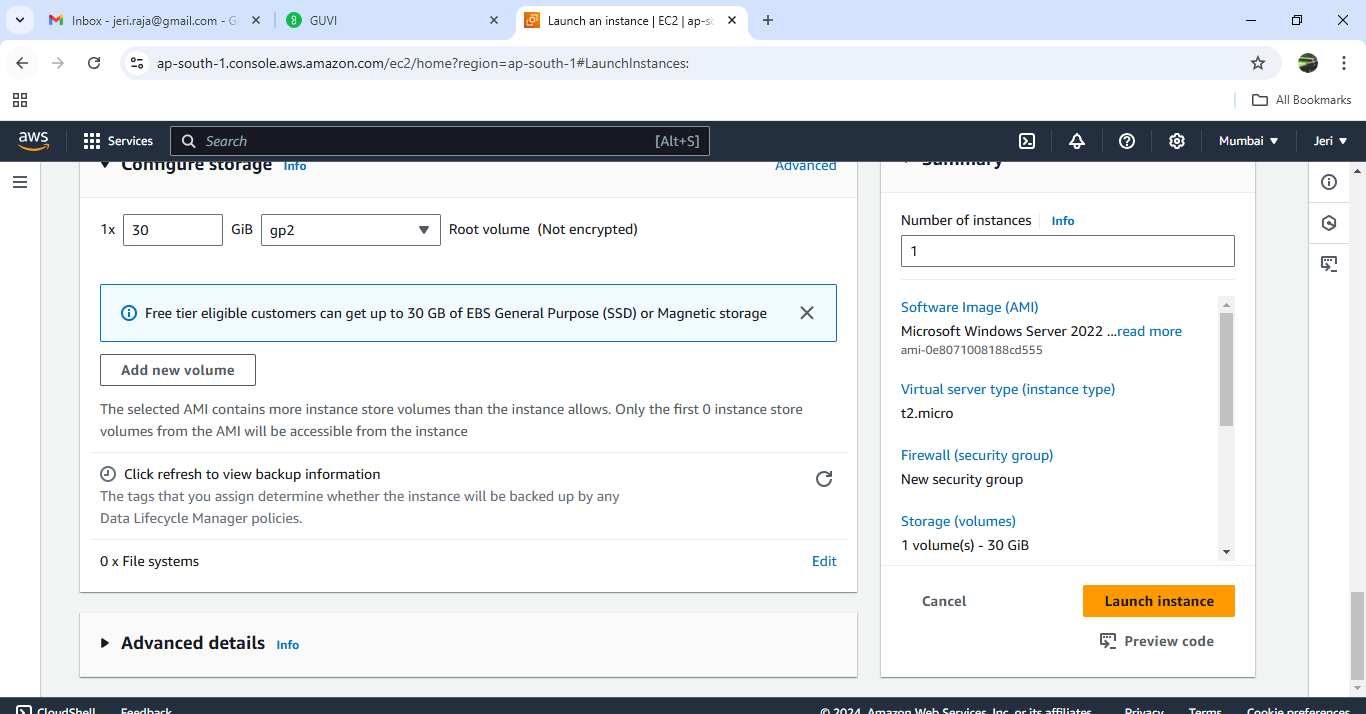 Inbox - jeri.raja@gmail.com - G
GUVI
Launch an instance | EC2 | ap-sc
ap-south-1.console.aws.amazon.com/ec2/home?region=ap-south-1#LaunchInstances:
All Bookmarks
aws
Services
Search
[Alt+S]
Mumbai
Jeri
Configure storage Info
Advanced
1x 30 GiB gp2 Root volume (Not encrypted)
Free tier eligible customers can get up to 30 GB of EBS General Purpose (SSD) or Magnetic storage
Add new volume
The selected AMI contains more instance store volumes than the instance allows. Only the first 0 instance store
volumes from the AMI will be accessible from the instance
Click refresh to view backup information
The tags that you assign determine whether the instance will be backed up by any
Data Lifecycle Manager policies.
0 x File systems
Edit
Advanced details Info
Summary
Number of instances Info
1
Software Image (AMI)
Microsoft Windows Server 2022 ...read more
ami-0e8071008188cd555
Virtual server type (instance type)
t2.micro
Firewall (security group)
New security group
Storage (volumes)
1 volume(s) - 30 GiB
Cancel
Launch instance
Preview code
CloudShell
Feedback
© 2024, Amazon Web Services, Inc. or its affiliates.
Privacy
Terms
Cookie preferences